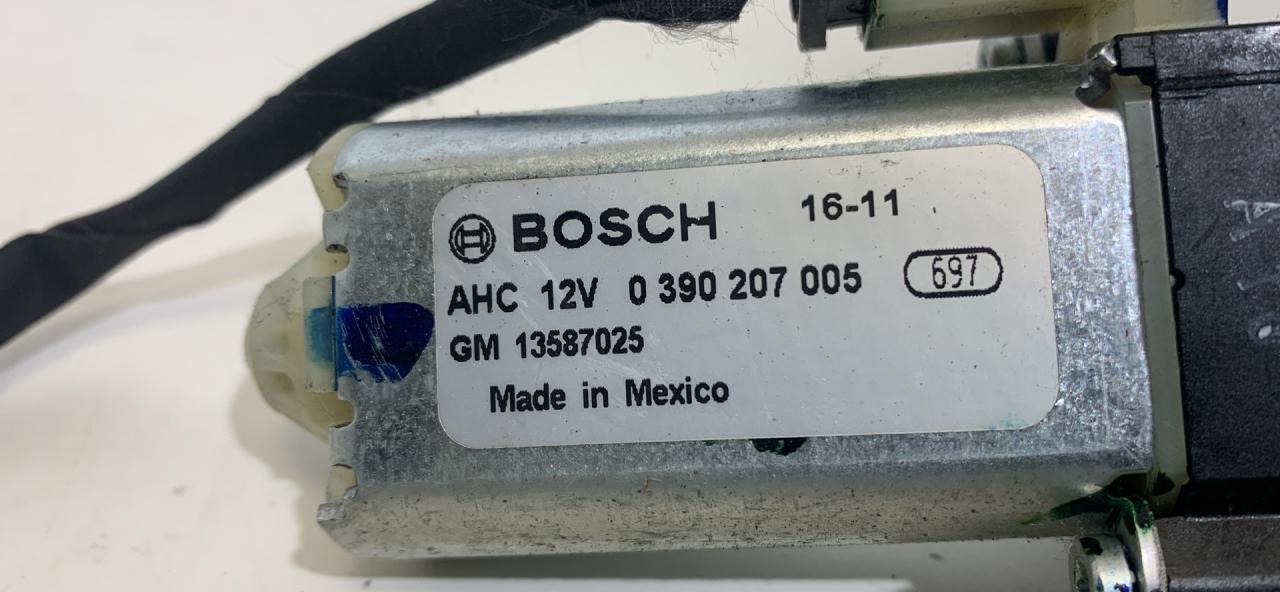 BOSCH 16-11
AHC 12V 0 390 207 005 697
GM 13587025
Made in Mexico